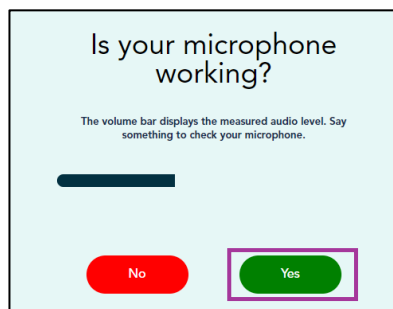 Is your microphone
working?
The volume bar displays the measured audio level. Say
something to check your microphone.
No
Yes